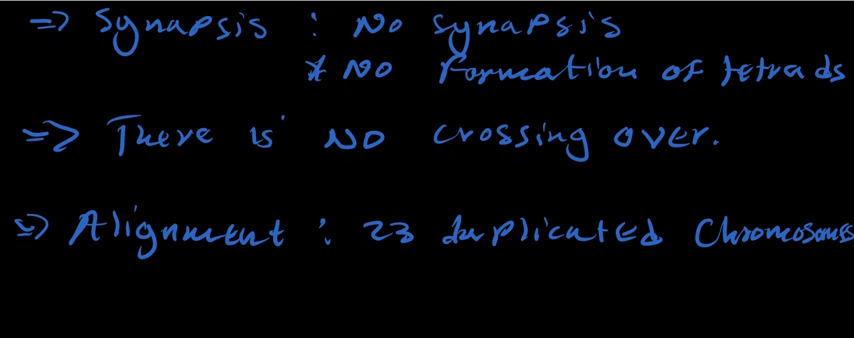 => Synapsis : No synapsis
* No Formation of tetrads
=> There is NO crossing over.
=> Alignment : 23 duplicated Chromosomes